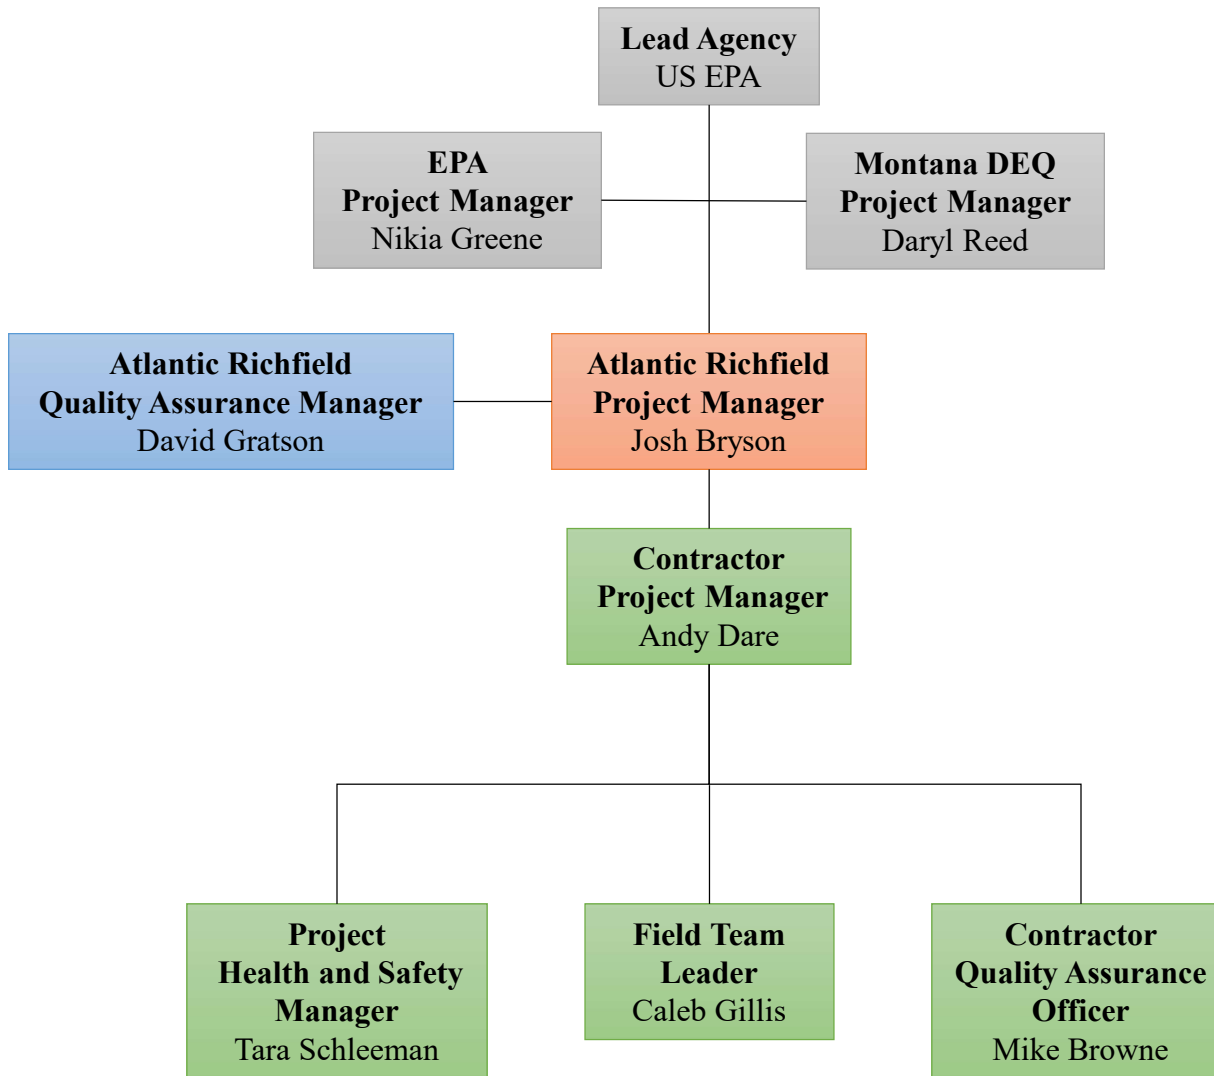 Lead Agency
US EPA
EPA
Project Manager
Nikia Greene
Montana DEQ
Project Manager
Daryl Reed
Atlantic Richfield
Quality Assurance Manager
David Gratson
Atlantic Richfield
Project Manager
Josh Bryson
Contractor
Project Manager
Andy Dare
Project
Health and Safety
Manager
Tara Schleeman
Field Team
Leader
Caleb Gillis
Contractor
Quality Assurance
Officer
Mike Browne